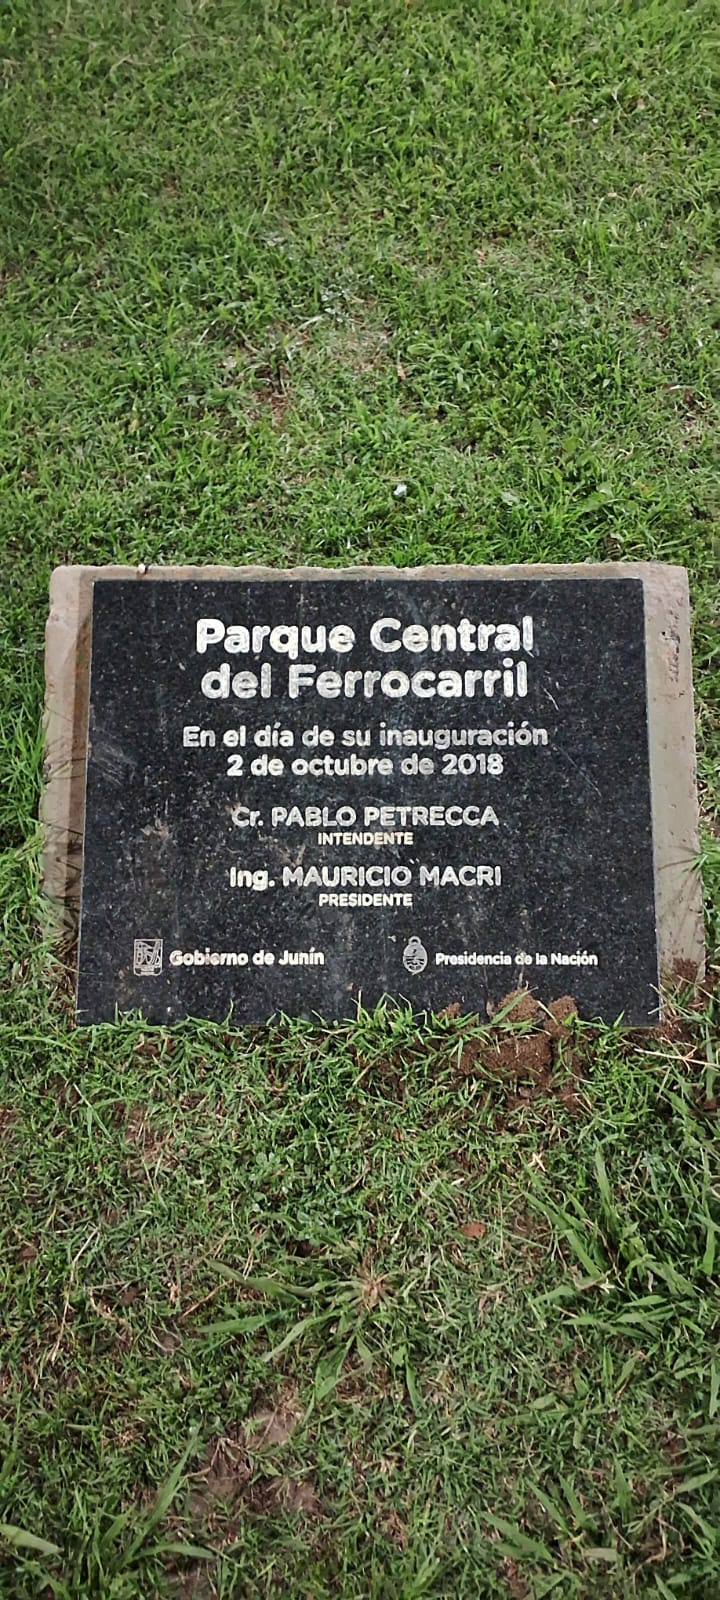 Parque Central
del Ferrocarril
En el día de su inauguración
2 de octubre de 2018
Cr. PABLO PETRECCA
INTENDENTE
Ing. MAURICIO MACRI
PRESIDENTE
Gobierno de Junín
Presidencia de la Nación